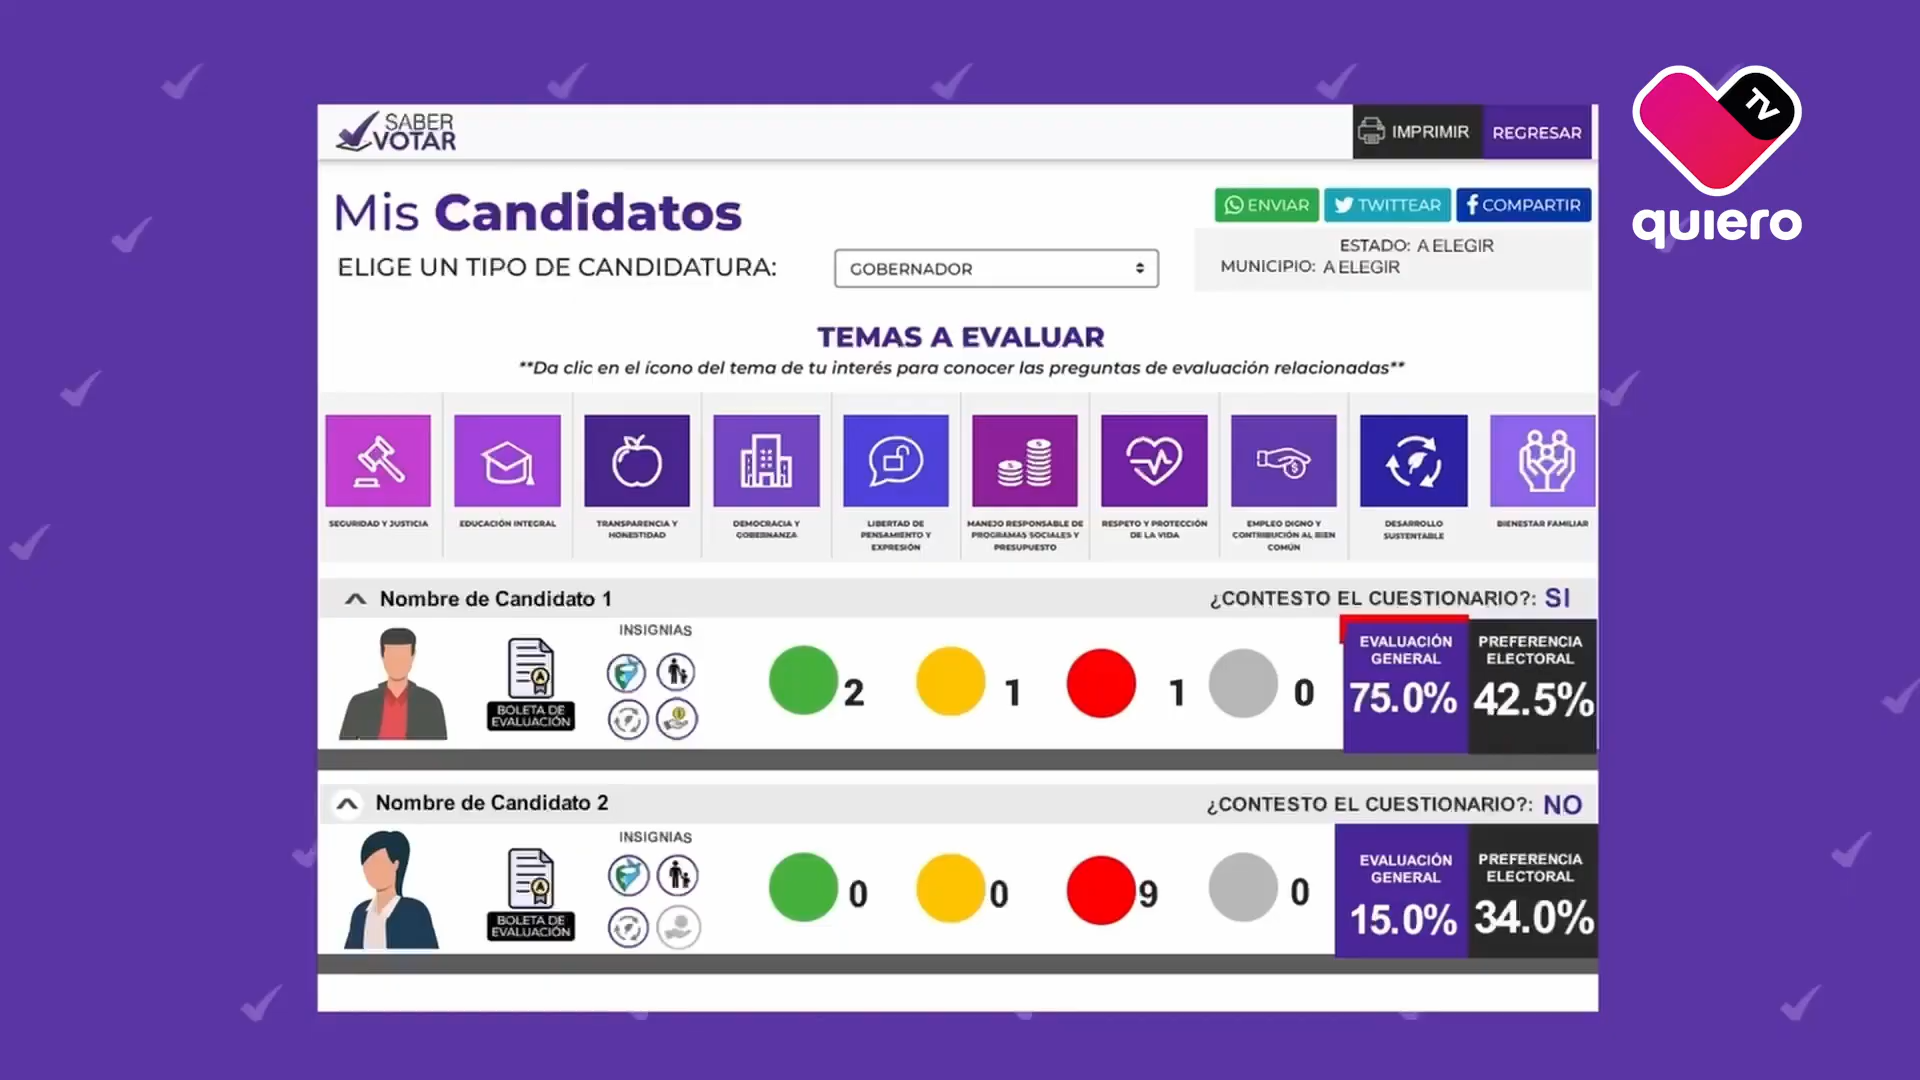 TV
quiero
SABER
VOTAR
IMPRIMIR
REGRESAR
Mis Candidatos
ENVIAR
TWITTEAR
COMPARTIR
ESTADO: A ELEGIR
MUNICIPIO: A ELEGIR
ELIGE UN TIPO DE CANDIDATURA:
GOBERNADOR
TEMAS A EVALUAR
**Da clic en el ícono del tema de tu interés para conocer las preguntas de evaluación relacionadas**
SEGURIDAD Y JUSTICIA
EDUCACIÓN INTEGRAL
TRANSPARENCIA Y
HONESTIDAD
DEMOCRACIA Y
GOBERNANZA
LIBERTAD DE
PENSAMIENTO Y
EXPRESIÓN
MANEJO RESPONSABLE DE
PROGRAMAS SOCIALES Y
PRESUPUESTO
RESPETO Y PROTECCIÓN
DE LA VIDA
EMPLEO DIGNO Y
CONTRIBUCIÓN AL BIEN
COMÚN
DESARROLLO
SUSTENTABLE
BIENESTAR FAMILIAR
Nombre de Candidato 1
¿CONTESTO EL CUESTIONARIO?: SI
BOLETA DE
EVALUACIÓN
INSIGNIAS
2
1
1
0
EVALUACIÓN
GENERAL
75.0%
PREFERENCIA
ELECTORAL
42.5%
Nombre de Candidato 2
¿CONTESTO EL CUESTIONARIO?: NO
BOLETA DE
EVALUACIÓN
INSIGNIAS
0
0
9
0
EVALUACIÓN
GENERAL
15.0%
PREFERENCIA
ELECTORAL
34.0%